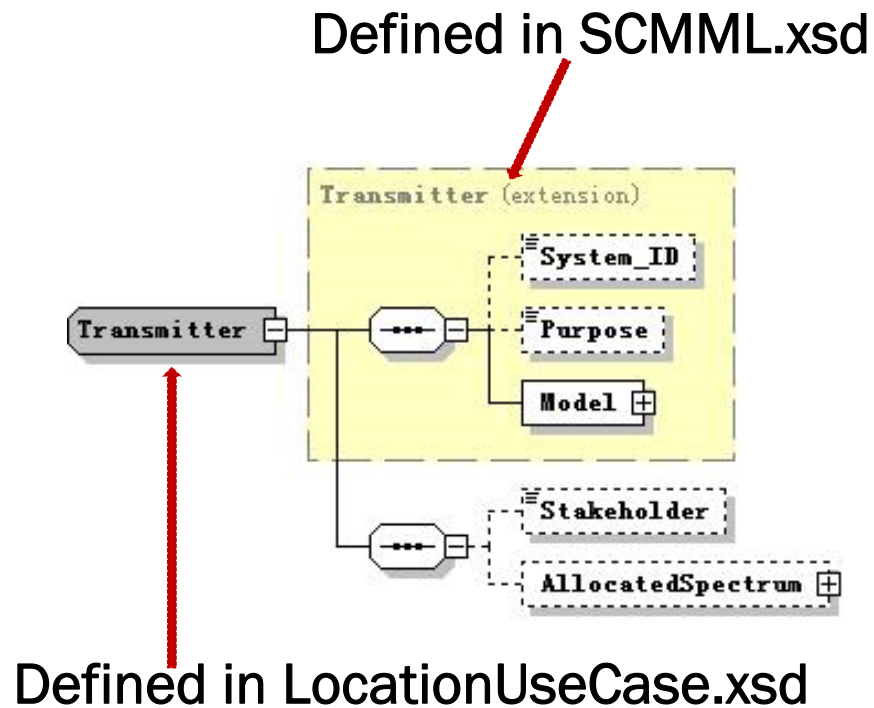 Defined in SCMML.xsd
Transmitter (extension)
System_ID
Transmitter
Purpose
Model
Stakeholder
AllocatedSpectrum
Defined in LocationUseCase.xsd